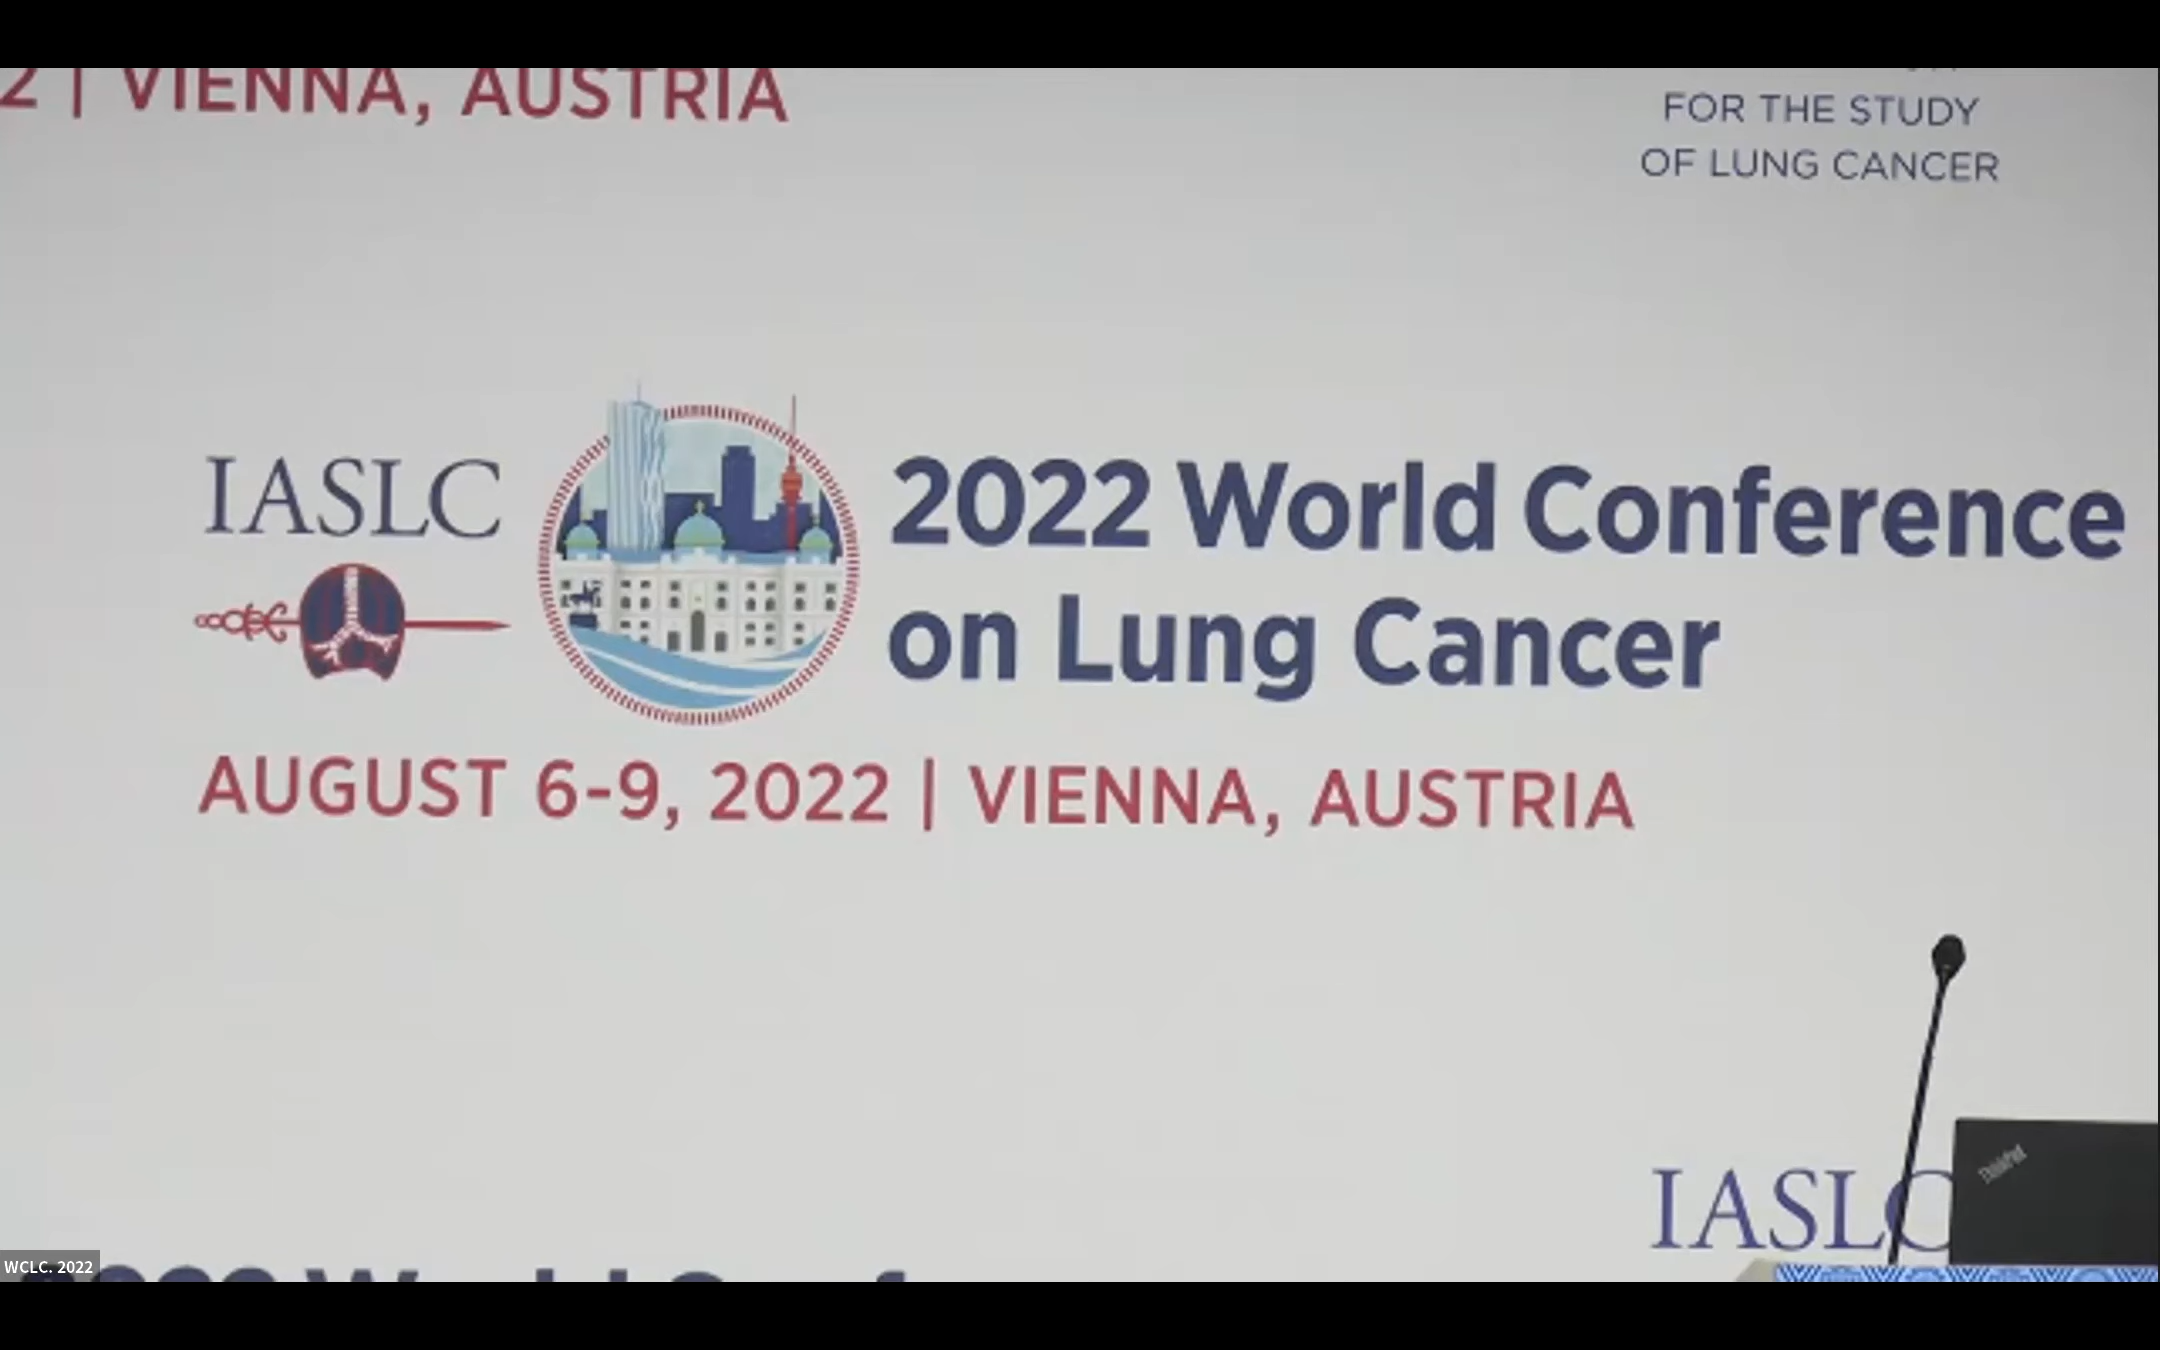 2 | VIENNA, AUSTRIA
FOR THE STUDY
OF LUNG CANCER
IASLC
2022 World Conference
on Lung Cancer
AUGUST 6-9, 2022 | VIENNA, AUSTRIA
ThinkPad
IASLC
WCLC. 2022